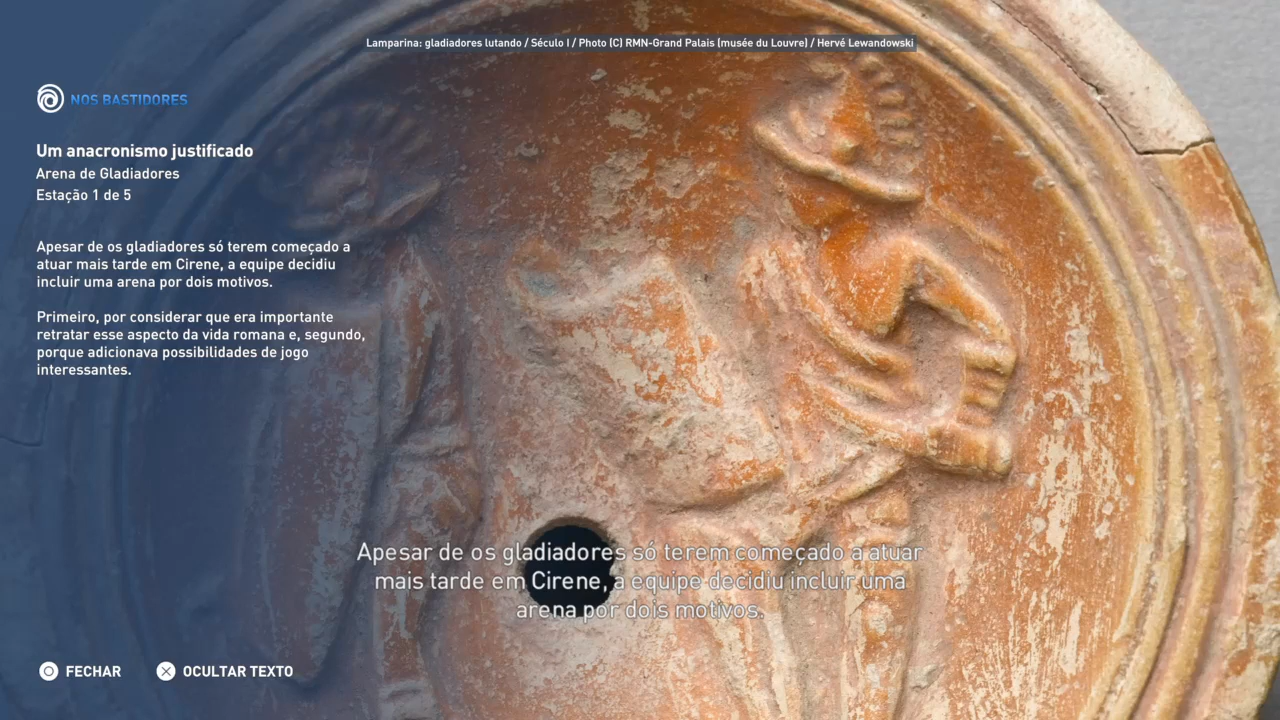 Lamparina: gladiadores lutando / Século I / Photo (C) RMN-Grand Palais (musée du Louvre) / Hervé Lewandowski
NOS BASTIDORES
Um anacronismo justificado
Arena de Gladiadores
Estação 1 de 5
Apesar de os gladiadores só terem começado a
atuar mais tarde em Cirene, a equipe decidiu
incluir uma arena por dois motivos.
Primeiro, por considerar que era importante
retratar esse aspecto da vida romana e, segundo,
porque adicionava possibilidades de jogo
interessantes.
Apesar de os gladiadores só terem começado a atuar
mais tarde em Cirene, a equipe decidiu incluir uma
arena por dois motivos.
FECHAR
OCULTAR TEXTO